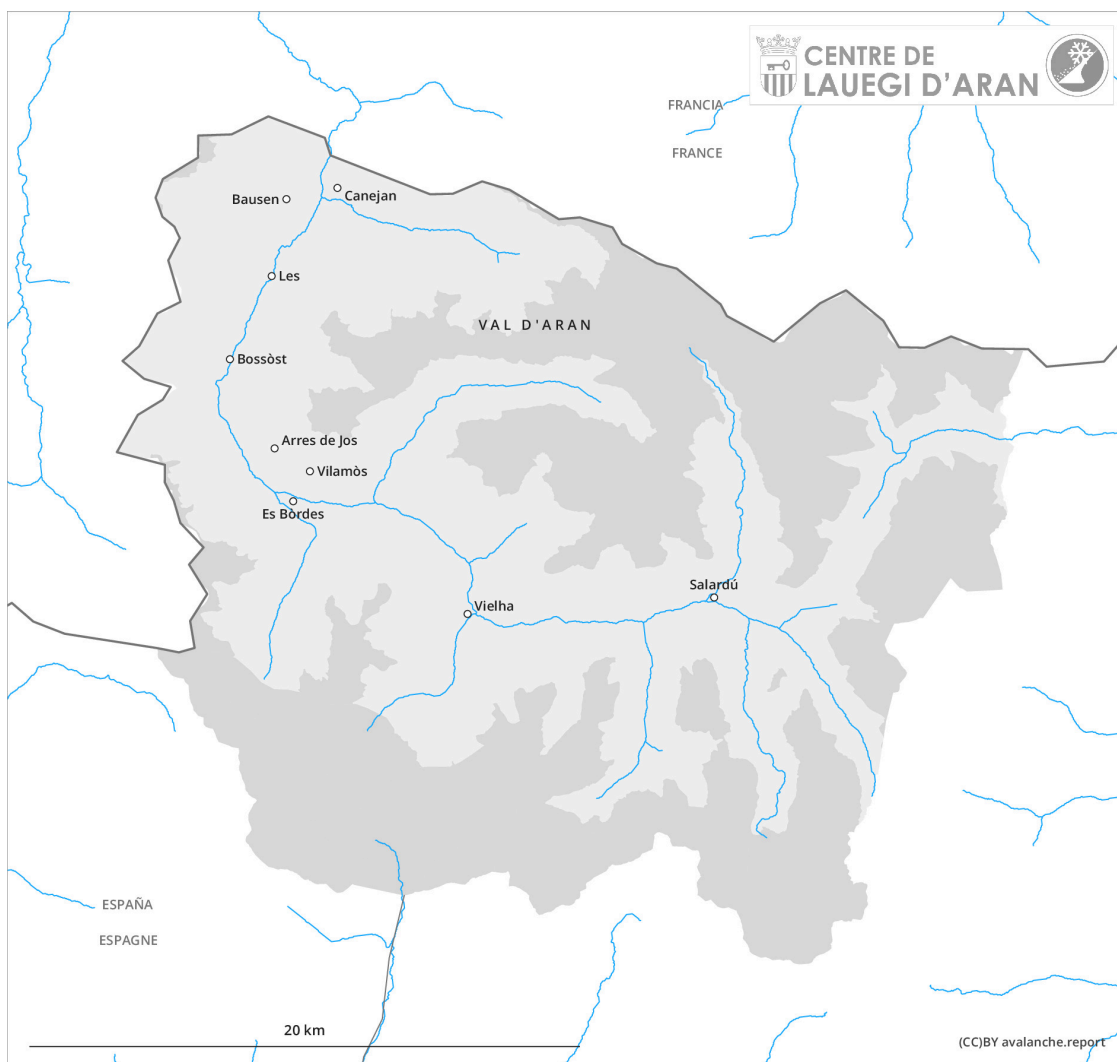 CENTRE DE
LAUEGI D'ARAN
FRANCIA
FRANCE
Canejan
Bausen
Les
VAL D'ARAN
Bossòst
Arres de Jos
Vilamòs
Es Bòrdes
Salardú
Vielha
ESPAÑA
ESPAGNE
20 km
(CC)BY avalanche.report